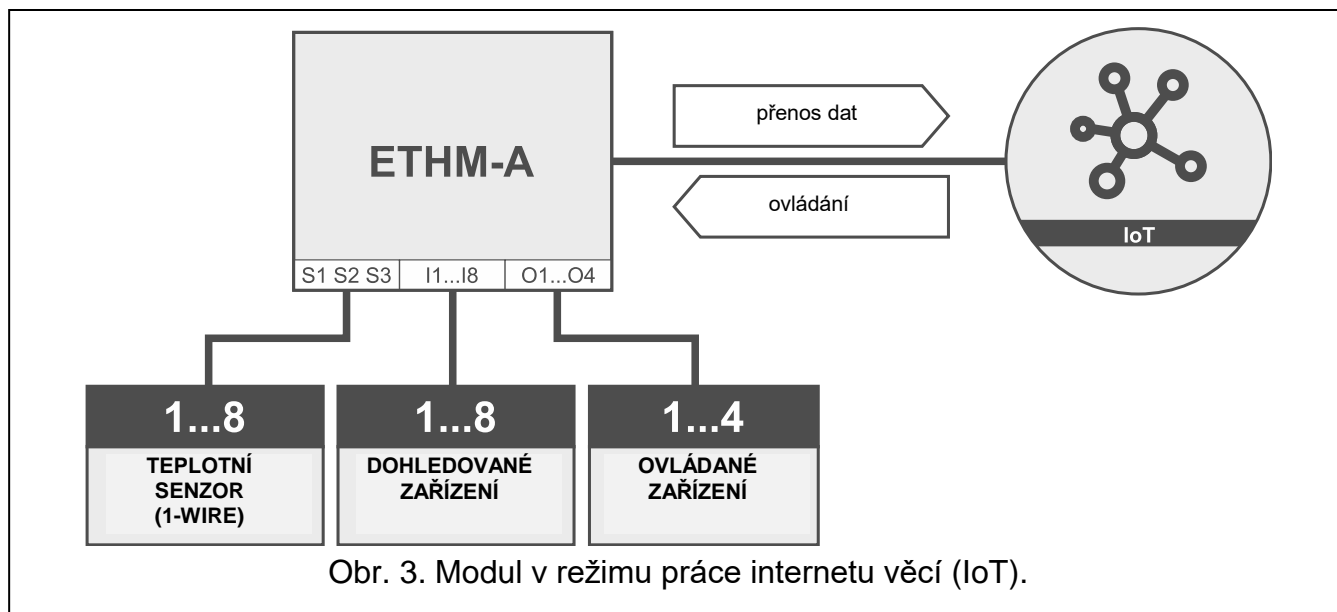 ETHM-A
přenos dat
ovládání
IoT
S1 S2 S3
I1...I8
O1...O4
1...8
TEPLOTNÍ
SENZOR
(1-WIRE)
1...8
DOHLEDOVANÉ
ZAŘÍZENÍ
1...4
OVLÁDANÉ
ZAŘÍZENÍ
Obr. 3. Modul v režimu práce internetu věcí (IoT).